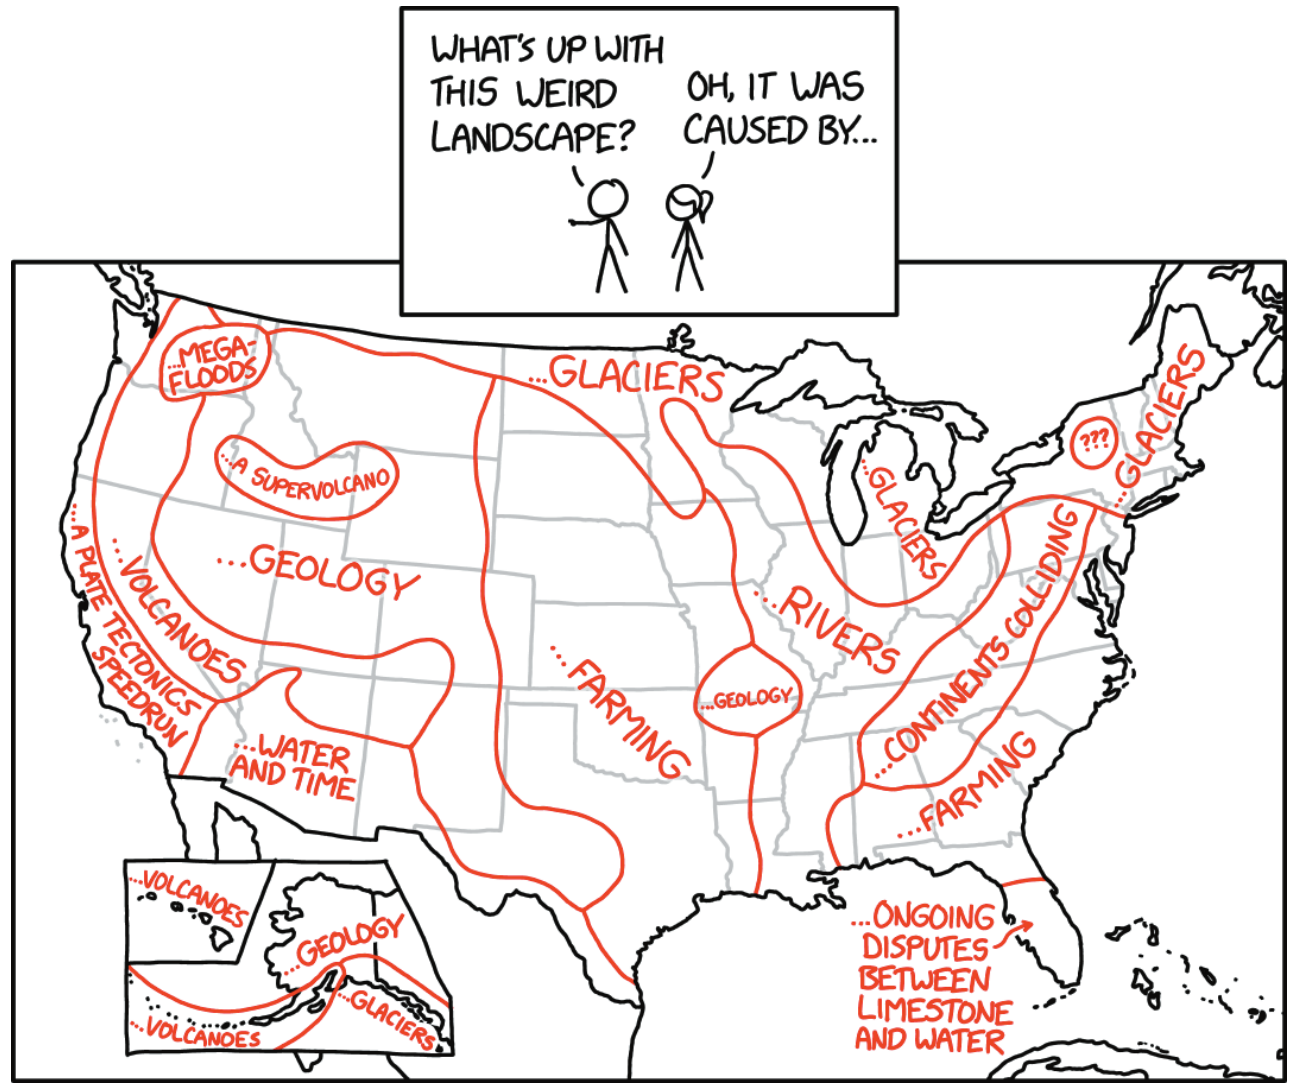 WHAT'S UP WITH
THIS WEIRD
LANDSCAPE?
OH, IT WAS
CAUSED BY...
...MEGA-
FLOODS
...GLACIERS
...GLACIERS
???
...A SUPERVOLCANO
...GLACIERS
...GEOLOGY
...VOLCANOES
...A PLATE TECTONICS
SPEEDRUN
...RIVERS
...CONTINENTS COLLIDING
...FARMING
...GEOLOGY
...WATER
AND TIME
...FARMING
...VOLCANOES
...GEOLOGY
...GLACIERS
...VOLCANOES
...ONGOING
DISPUTES
BETWEEN
LIMESTONE
AND WATER